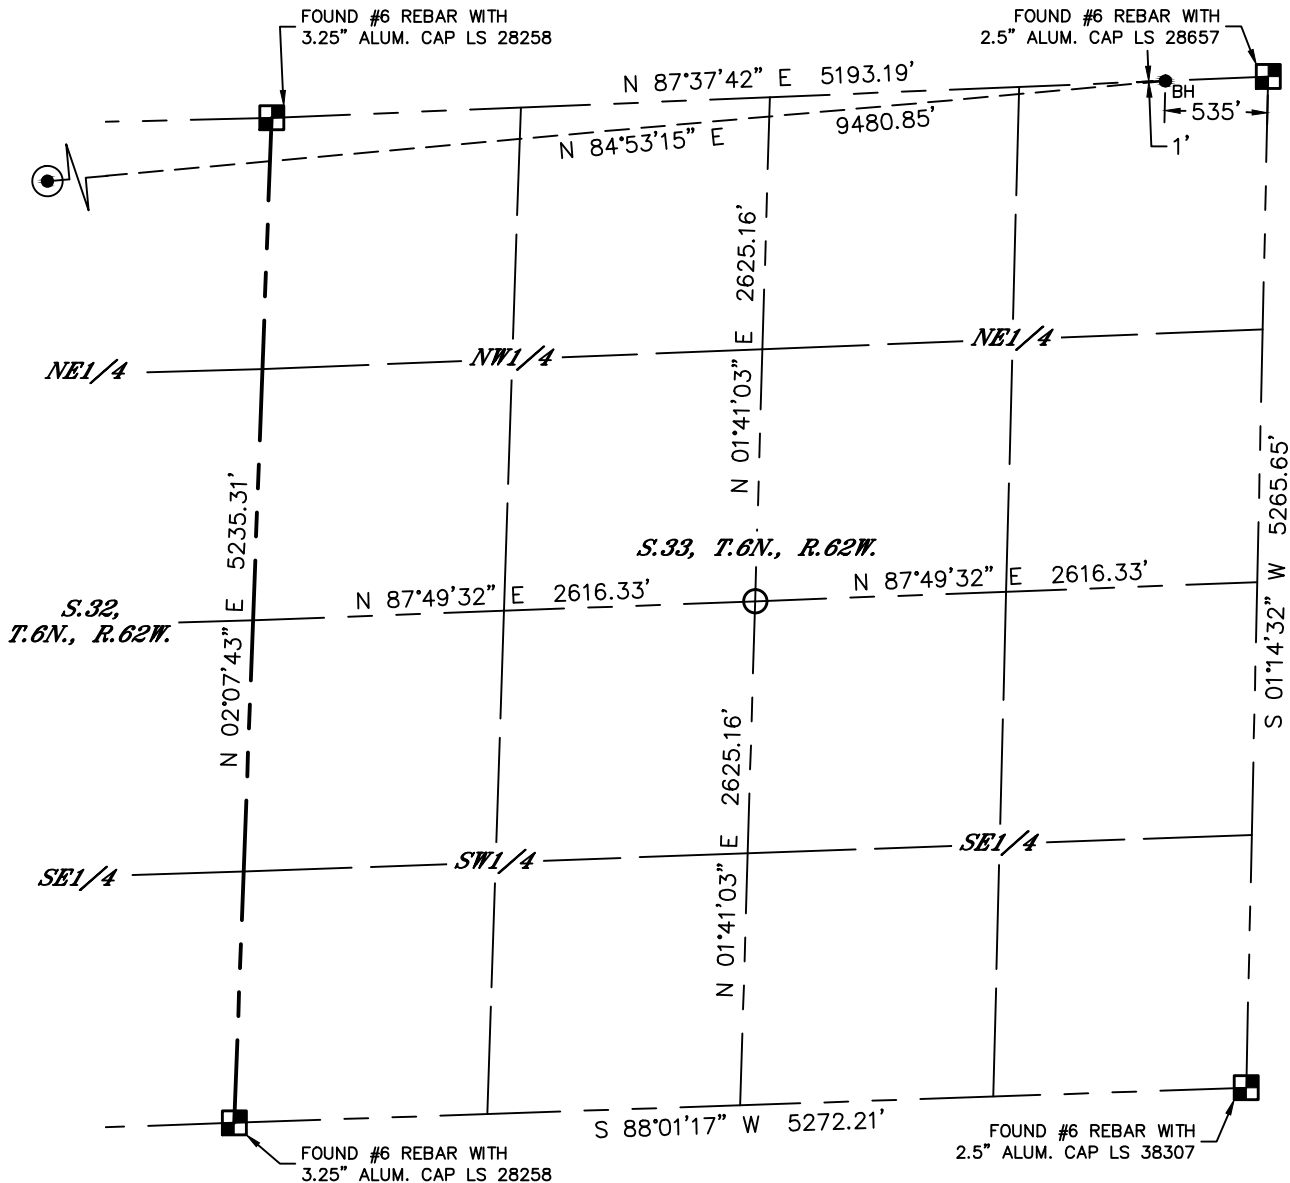 FOUND #6 REBAR WITH
3.25" ALUM. CAP LS 28258
FOUND #6 REBAR WITH
2.5" ALUM. CAP LS 28657
N 87°37'42" E 5193.19'
BH
535'
1'
N 84°53'15" E 9480.85'
N 01°41'03" E 2625.16'
NE1/4
NW1/4
NE1/4
N 02°07'43" E 5235.31'
S 01°14'32" W 5265.65'
S.33, T.6N., R.62W.
N 87°49'32" E 2616.33'
N 87°49'32" E 2616.33'
S.32,
T.6N., R.62W.
N 01°41'03" E 2625.16'
SE1/4
SW1/4
SE1/4
S 88°01'17" W 5272.21'
FOUND #6 REBAR WITH
3.25" ALUM. CAP LS 28258
FOUND #6 REBAR WITH
2.5" ALUM. CAP LS 38307